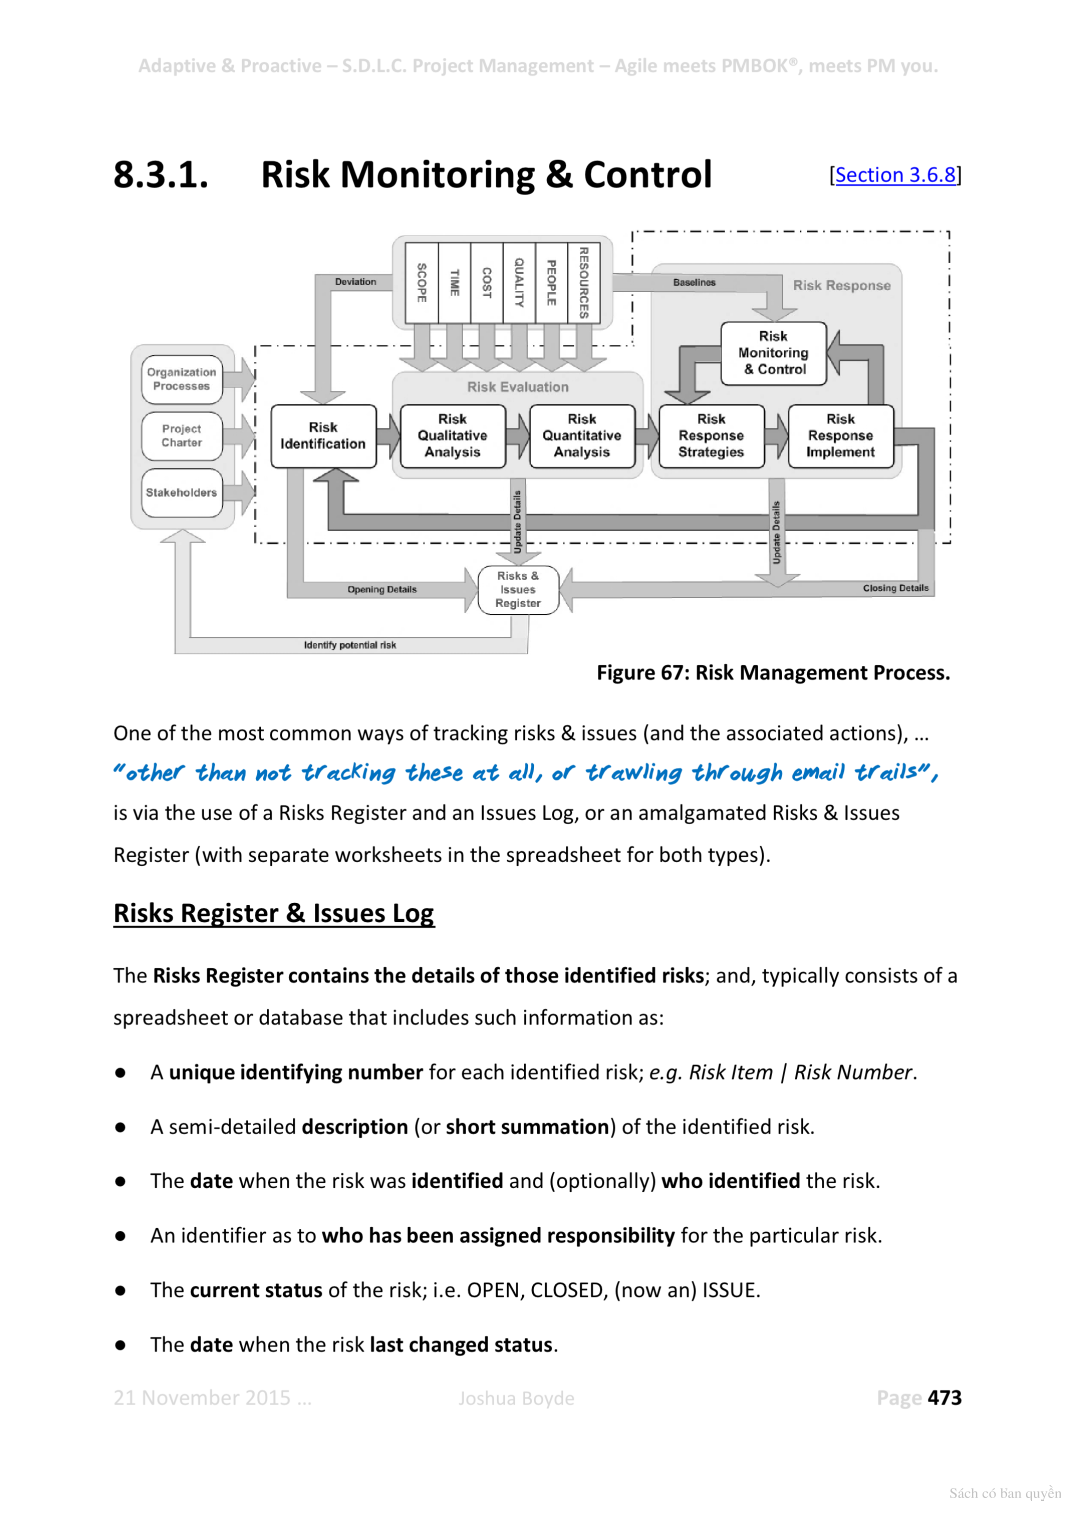 Adaptive & Proactive – S.D.L.C. Project Management – Agile meets PMBOK®, meets PM you.
8.3.1. Risk Monitoring & Control [Section 3.6.8]
SCOPE
TIME
COST
QUALITY
PEOPLE
RESOURCES
Deviation
Baselines
Risk Response
Risk
Monitoring
& Control
Organization
Processes
Project
Charter
Stakeholders
Risk Evaluation
Risk
Identification
Risk
Qualitative
Analysis
Risk
Quantitative
Analysis
Risk
Response
Strategies
Risk
Response
Implement
Update Details
Update Details
Risks &
Issues
Register
Opening Details
Closing Details
Identify potential risk
Figure 67: Risk Management Process.
One of the most common ways of tracking risks & issues (and the associated actions), ...
"other than not tracking these at all, or trawling through email trails",
is via the use of a Risks Register and an Issues Log, or an amalgamated Risks & Issues
Register (with separate worksheets in the spreadsheet for both types).
Risks Register & Issues Log
The Risks Register contains the details of those identified risks; and, typically consists of a
spreadsheet or database that includes such information as:
● A unique identifying number for each identified risk; e.g. Risk Item | Risk Number.
● A semi-detailed description (or short summation) of the identified risk.
● The date when the risk was identified and (optionally) who identified the risk.
● An identifier as to who has been assigned responsibility for the particular risk.
● The current status of the risk; i.e. OPEN, CLOSED, (now an) ISSUE.
● The date when the risk last changed status.
21 November 2015 ... Joshua Boyde Page 473
Sách có bản quyền